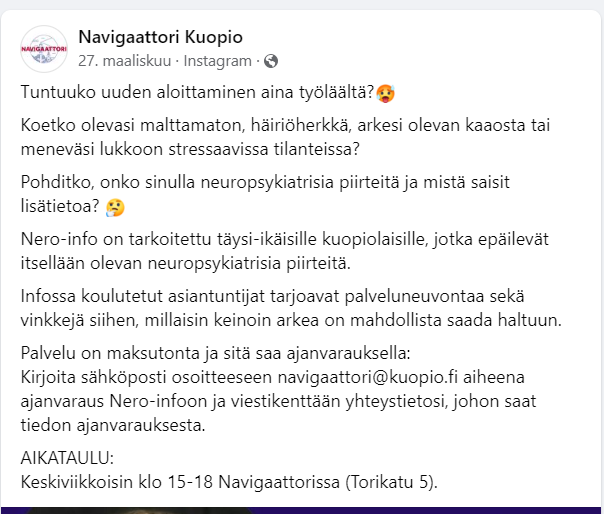 NAVIGAATTORI
Navigaattori Kuopio
27. maaliskuu · Instagram ·
Tuntuuko uuden aloittaminen aina työläältä?🥵
Koetko olevasi malttamaton, häiriöherkkä, arkesi olevan kaaosta tai
meneväsi lukkoon stressaavissa tilanteissa?
Pohditko, onko sinulla neuropsykiatrisia piirteitä ja mistä saisit
lisätietoa? 🤔
Nero-info on tarkoitettu täysi-ikäisille kuopiolaisille, jotka epäilevät
itsellään olevan neuropsykiatrisia piirteitä.
Infossa koulutetut asiantuntijat tarjoavat palveluneuvontaa sekä
vinkkejä siihen, millaisin keinoin arkea on mahdollista saada haltuun.
Palvelu on maksutonta ja sitä saa ajanvarauksella:
Kirjoita sähköposti osoitteeseen navigaattori@kuopio.fi aiheena
ajanvaraus Nero-infoon ja viestikenttään yhteystietosi, johon saat
tiedon ajanvarauksesta.
AIKATAULU:
Keskiviikkoisin klo 15-18 Navigaattorissa (Torikatu 5).